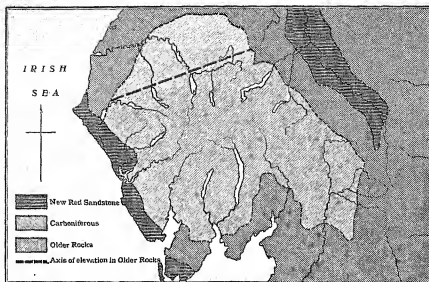 IRISH
SEA
New Red Sandstone
Carboniferous
Older Rocks
Axis of elevation in Older Rocks